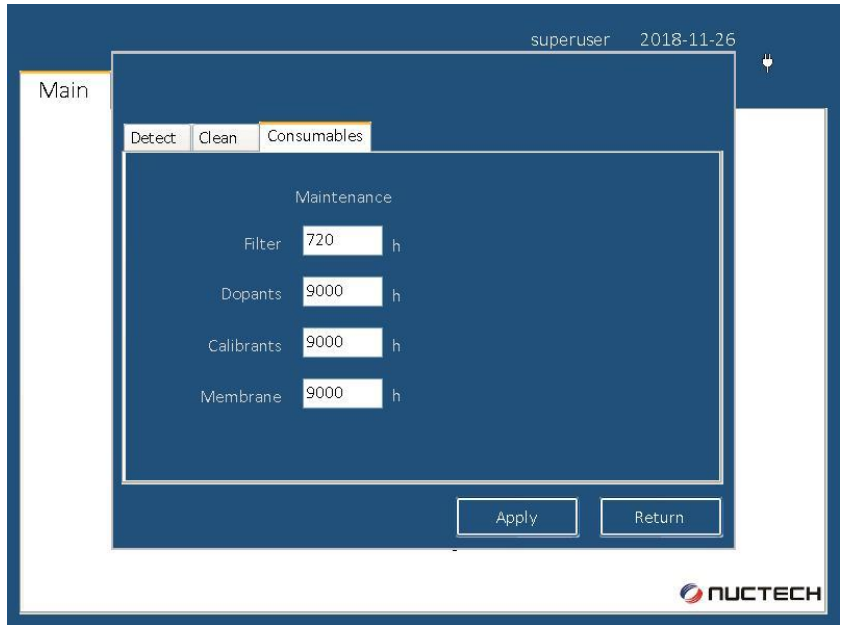 superuser 2018-11-26
Main
Detect Clean Consumables
Maintenance
Filter 720 h
Dopants 9000 h
Calibrants 9000 h
Membrane 9000 h
Apply Return
NUCTECH